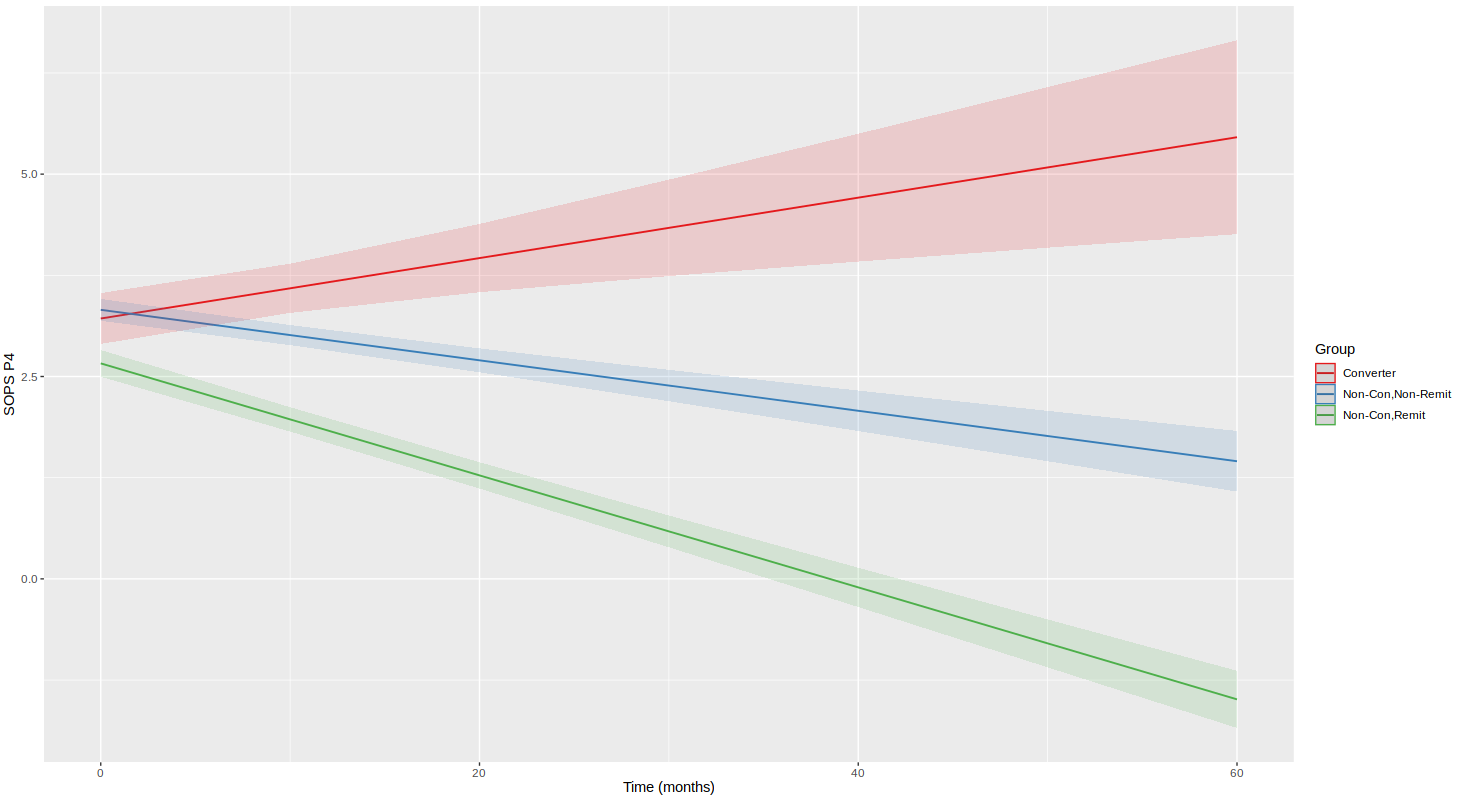 SOPS P4
5.0
2.5
0.0
0
20
40
60
Time (months)
Group
Converter
Non-Con,Non-Remit
Non-Con,Remit